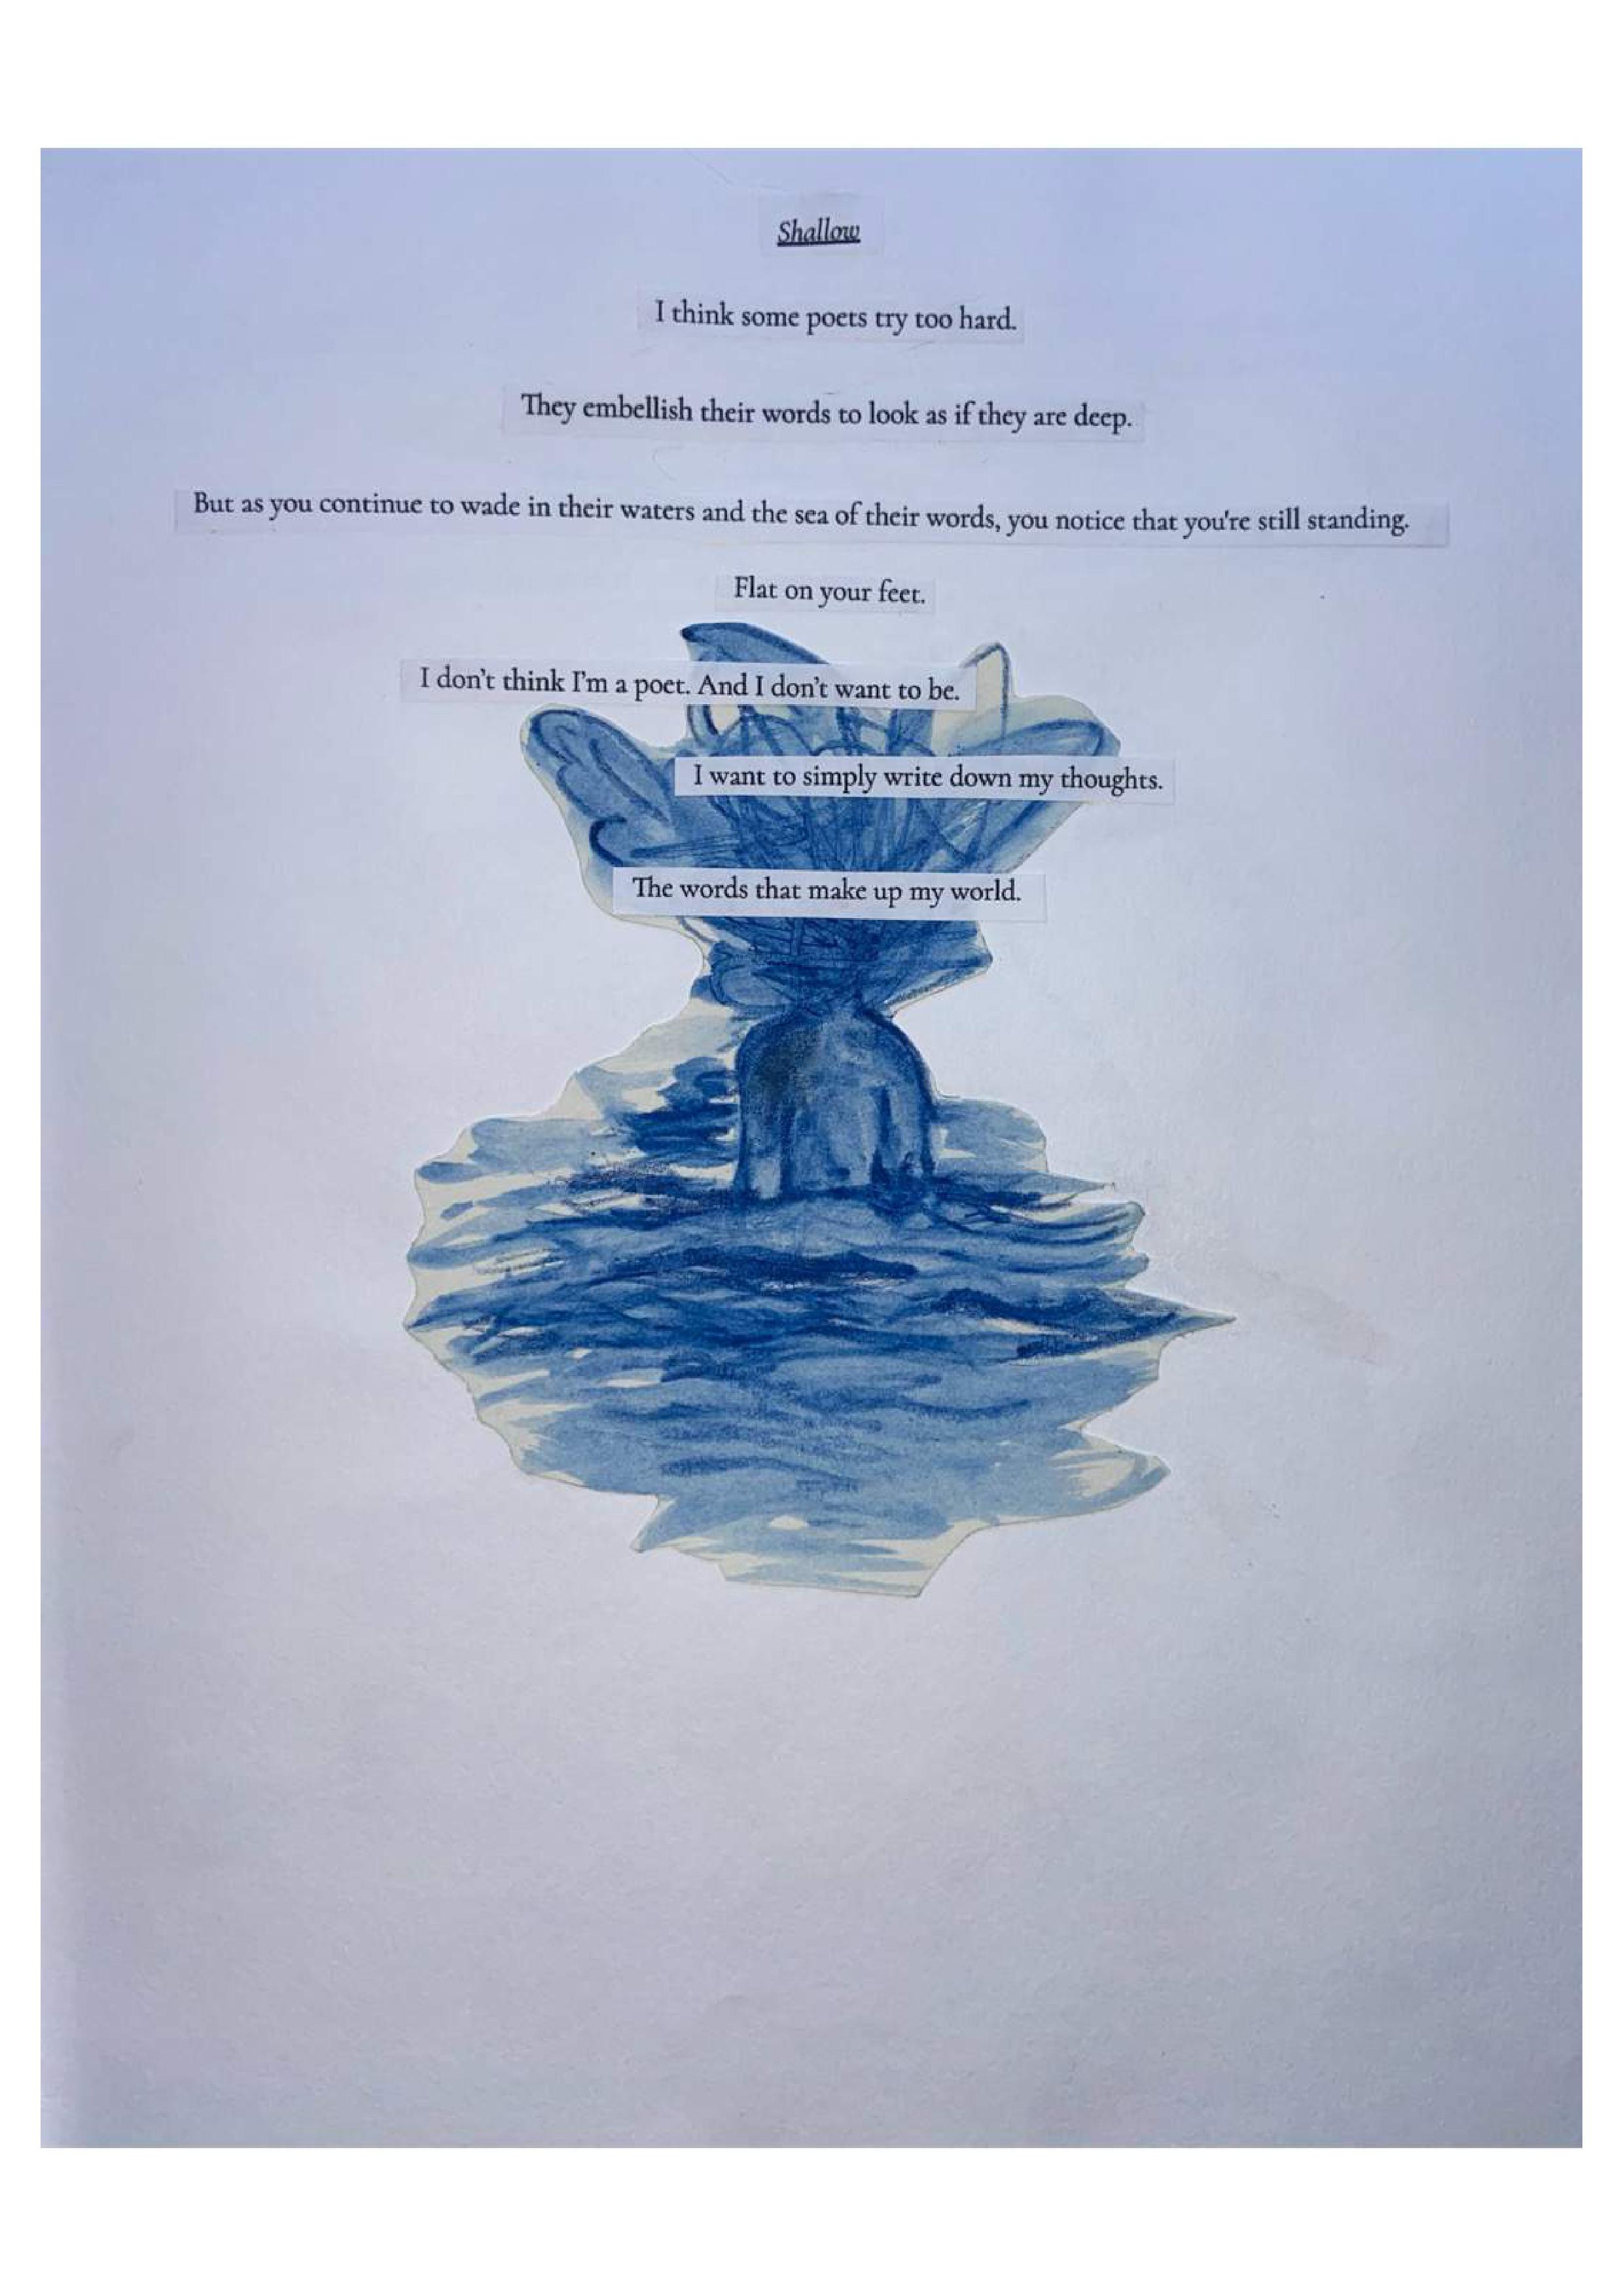 Shallow
I think some poets try too hard.
They embellish their words to look as if they are deep.
But as you continue to wade in their waters and the sea of their words, you notice that you're still standing.
Flat on your feet.
I don't think I'm a poet. And I don't want to be.
I want to simply write down my thoughts.
The words that make up my world.